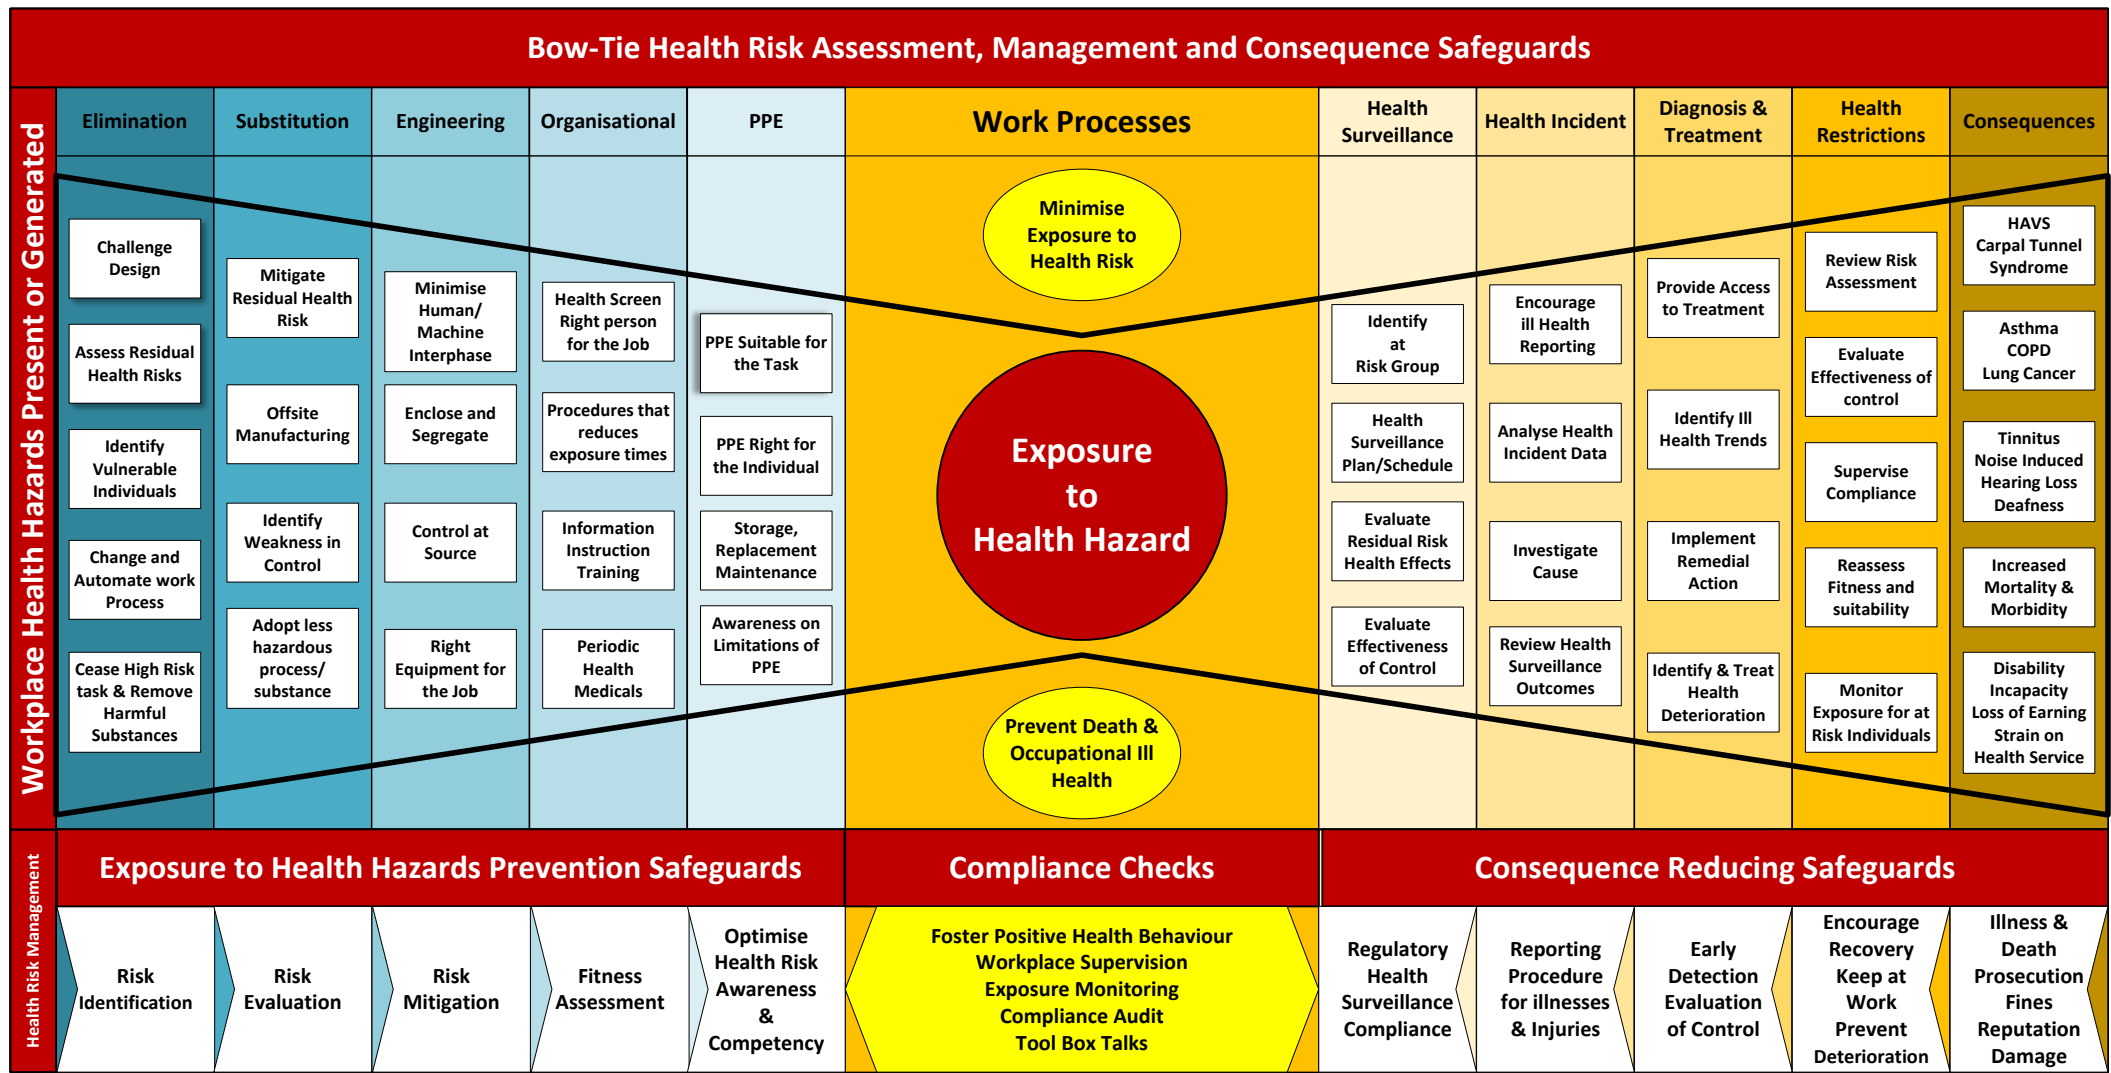 Bow-Tie Health Risk Assessment, Management and Consequence Safeguards
Workplace Health Hazards Present or Generated
Elimination
Substitution
Engineering
Organisational
PPE
Work Processes
Health
Surveillance
Health Incident
Diagnosis &
Treatment
Health
Restrictions
Consequences
Challenge
Design
Assess Residual
Health Risks
Identify
Vulnerable
Individuals
Change and
Automate work
Process
Cease High Risk
task & Remove
Harmful
Substances
Mitigate
Residual Health
Risk
Offsite
Manufacturing
Identify
Weakness in
Control
Adopt less
hazardous
process/
substance
Minimise
Human/
Machine
Interphase
Enclose and
Segregate
Control at
Source
Right
Equipment for
the Job
Health Screen
Right person
for the Job
Procedures that
reduces
exposure times
Information
Instruction
Training
Periodic
Health
Medicals
PPE Suitable for
the Task
PPE Right for
the Individual
Storage,
Replacement
Maintenance
Awareness on
Limitations of
PPE
Minimise
Exposure to
Health Risk
Exposure
to
Health Hazard
Prevent Death &
Occupational Ill
Health
Identify
at
Risk Group
Health
Surveillance
Plan/Schedule
Evaluate
Residual Risk
Health Effects
Evaluate
Effectiveness
of Control
Encourage
ill Health
Reporting
Analyse Health
Incident Data
Investigate
Cause
Review Health
Surveillance
Outcomes
Provide Access
to Treatment
Identify Ill
Health Trends
Implement
Remedial
Action
Identify & Treat
Health
Deterioration
Review Risk
Assessment
Evaluate
Effectiveness of
control
Supervise
Compliance
Reassess
Fitness and
suitability
Monitor
Exposure for at
Risk Individuals
HAVS
Carpal Tunnel
Syndrome
Asthma
COPD
Lung Cancer
Tinnitus
Noise Induced
Hearing Loss
Deafness
Increased
Mortality &
Morbidity
Disability
Incapacity
Loss of Earning
Strain on
Health Service
Health Risk Management
Exposure to Health Hazards Prevention Safeguards
Compliance Checks
Consequence Reducing Safeguards
Risk
Identification
Risk
Evaluation
Risk
Mitigation
Fitness
Assessment
Optimise
Health Risk
Awareness
&
Competency
Foster Positive Health Behaviour
Workplace Supervision
Exposure Monitoring
Compliance Audit
Tool Box Talks
Regulatory
Health
Surveillance
Compliance
Reporting
Procedure
for illnesses
& Injuries
Early
Detection
Evaluation
of Control
Encourage
Recovery
Keep at
Work
Prevent
Deterioration
Illness &
Death
Prosecution
Fines
Reputation
Damage